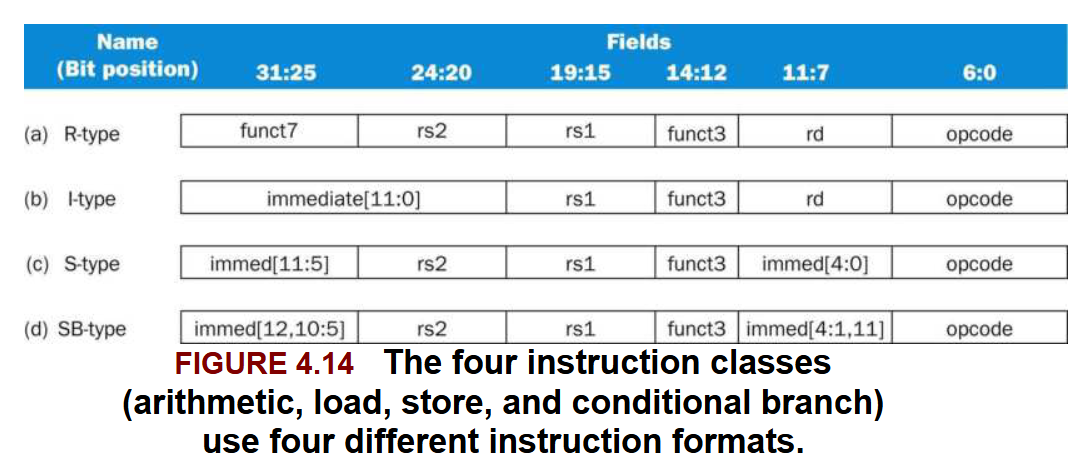 Name Fields
(Bit position) 31:25 24:20 19:15 14:12 11:7 6:0
(a) R-type funct7 rs2 rs1 funct3 rd opcode
(b) I-type immediate[11:0] rs1 funct3 rd opcode
(c) S-type immed[11:5] rs2 rs1 funct3 immed[4:0] opcode
(d) SB-type immed[12,10:5] rs2 rs1 funct3 immed[4:1,11] opcode
FIGURE 4.14 The four instruction classes
(arithmetic, load, store, and conditional branch)
use four different instruction formats.